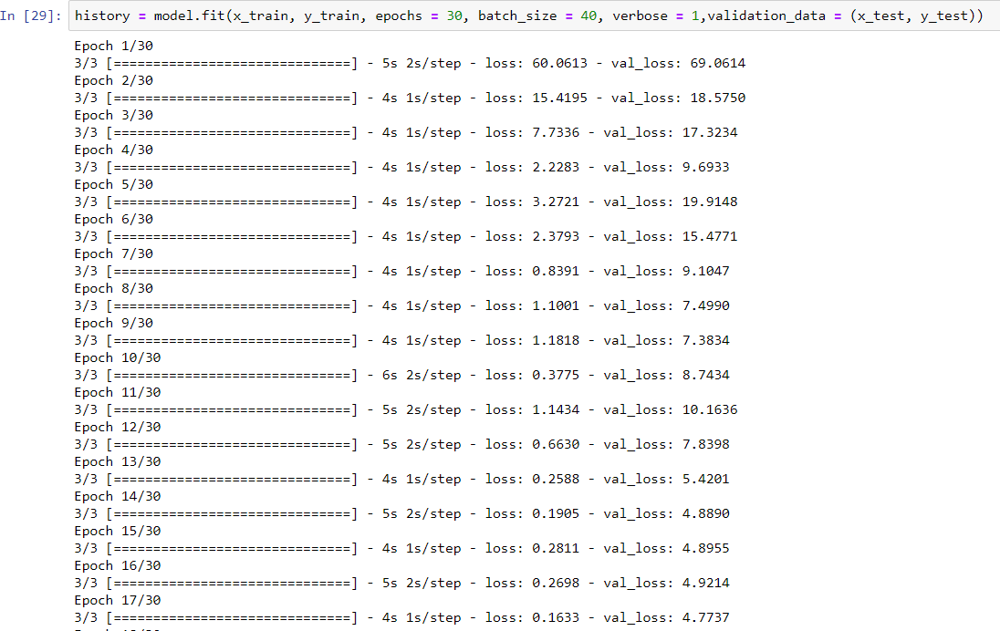 In [29]: history = model.fit(x_train, y_train, epochs = 30, batch_size = 40, verbose = 1,validation_data = (x_test, y_test))
Epoch 1/30
3/3 [==============================] - 5s 2s/step - loss: 60.0613 - val_loss: 69.0614
Epoch 2/30
3/3 [==============================] - 4s 1s/step - loss: 15.4195 - val_loss: 18.5750
Epoch 3/30
3/3 [==============================] - 4s 1s/step - loss: 7.7336 - val_loss: 17.3234
Epoch 4/30
3/3 [==============================] - 4s 1s/step - loss: 2.2283 - val_loss: 9.6933
Epoch 5/30
3/3 [==============================] - 4s 1s/step - loss: 3.2721 - val_loss: 19.9148
Epoch 6/30
3/3 [==============================] - 4s 1s/step - loss: 2.3793 - val_loss: 15.4771
Epoch 7/30
3/3 [==============================] - 4s 1s/step - loss: 0.8391 - val_loss: 9.1047
Epoch 8/30
3/3 [==============================] - 4s 1s/step - loss: 1.1001 - val_loss: 7.4990
Epoch 9/30
3/3 [==============================] - 4s 1s/step - loss: 1.1818 - val_loss: 7.3834
Epoch 10/30
3/3 [==============================] - 6s 2s/step - loss: 0.3775 - val_loss: 8.7434
Epoch 11/30
3/3 [==============================] - 5s 2s/step - loss: 1.1434 - val_loss: 10.1636
Epoch 12/30
3/3 [==============================] - 5s 2s/step - loss: 0.6630 - val_loss: 7.8398
Epoch 13/30
3/3 [==============================] - 4s 1s/step - loss: 0.2588 - val_loss: 5.4201
Epoch 14/30
3/3 [==============================] - 5s 2s/step - loss: 0.1905 - val_loss: 4.8890
Epoch 15/30
3/3 [==============================] - 4s 1s/step - loss: 0.2811 - val_loss: 4.8955
Epoch 16/30
3/3 [==============================] - 5s 2s/step - loss: 0.2698 - val_loss: 4.9214
Epoch 17/30
3/3 [==============================] - 4s 1s/step - loss: 0.1633 - val_loss: 4.7737